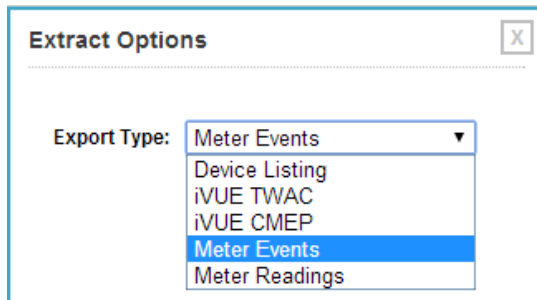 Extract Options X
Export Type: Meter Events
Device Listing
iVUE TWAC
iVUE CMEP
Meter Events
Meter Readings